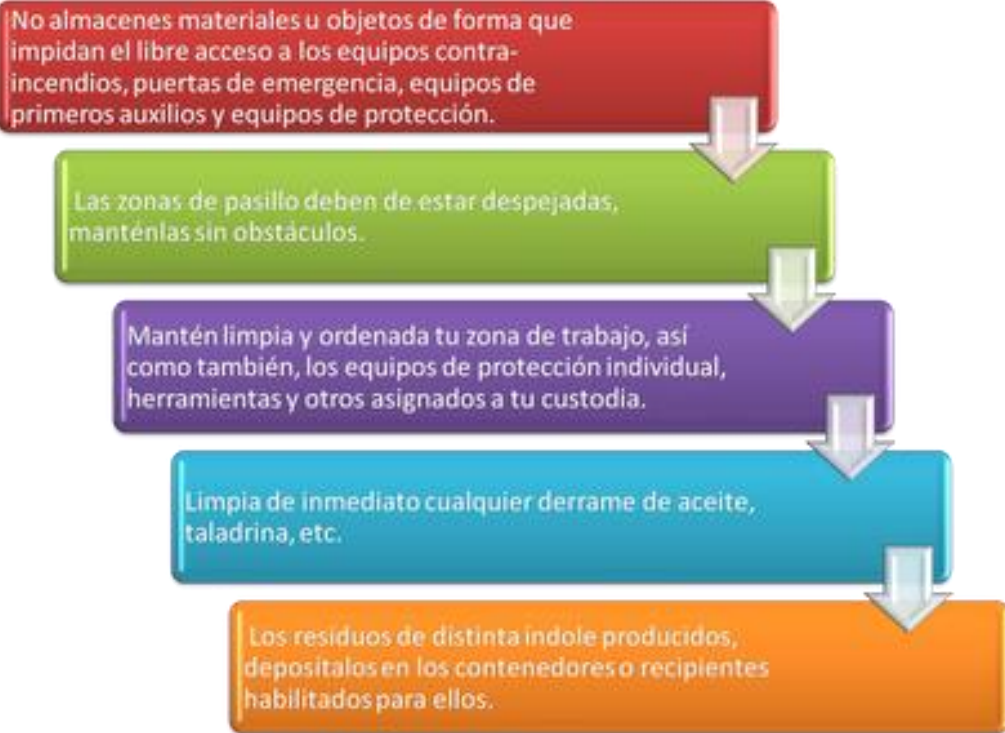 No almacenes materiales u objetos de forma que
impidan el libre acceso a los equipos contra-
incendios, puertas de emergencia, equipos de
primeros auxilios y equipos de protección.
Las zonas de pasillo deben de estar despejadas,
manténlas sin obstáculos.
Mantén limpia y ordenada tu zona de trabajo, así
como también, los equipos de protección individual,
herramientas y otros asignados a tu custodia.
Limpia de inmediato cualquier derrame de aceite,
taladrina, etc.
Los residuos de distinta indole producidos,
deposítalos en los contenedores o recipientes
habilitados para ellos.